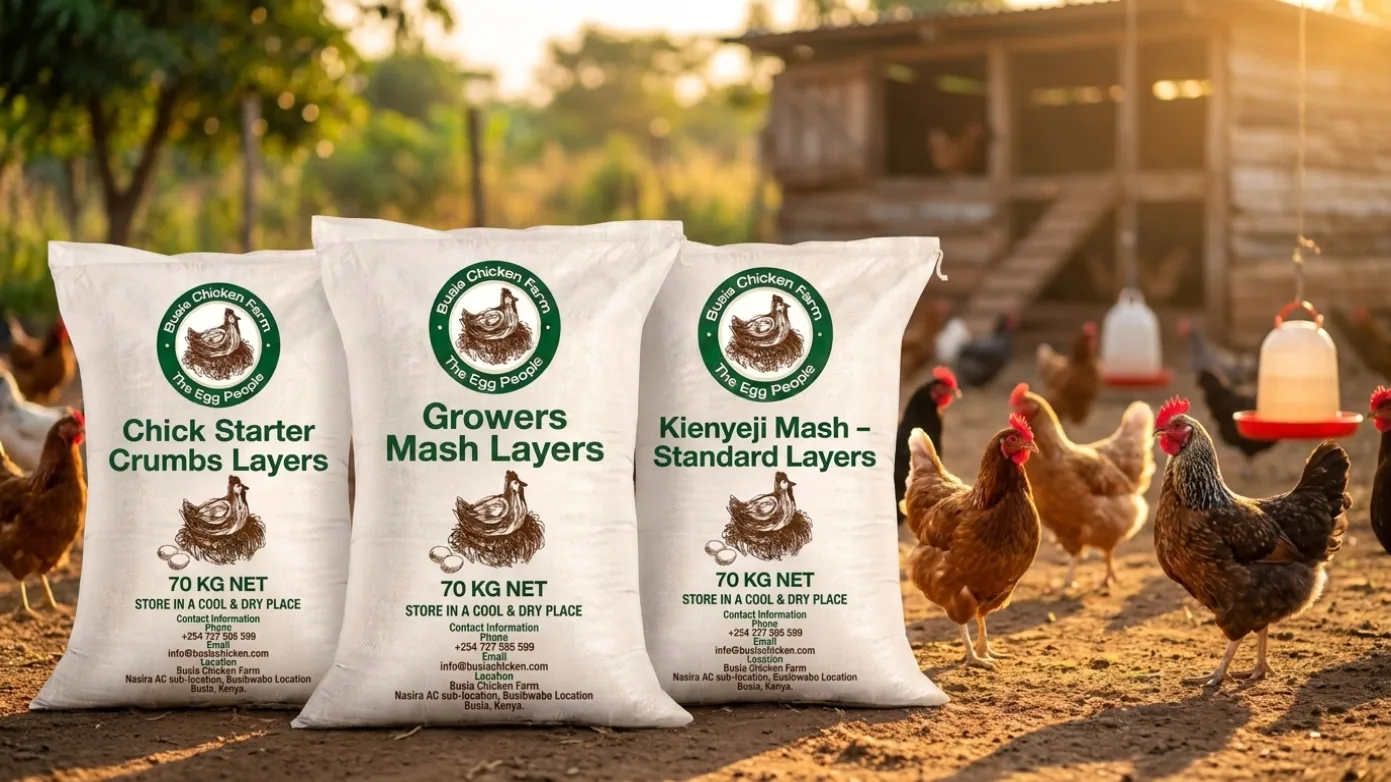 Busia Chicken Farm
The Egg People
Chick Starter
Crumbs Layers
70 KG NET
STORE IN A COOL & DRY PLACE
Contact Information
Phone
+254 727 506 599
Email
Location
Busia Chicken Farm
Nasira AC sub-location, Busibwabo Location
Busta, Kenya.
Busia Chicken Farm
The Egg People
Growers
Mash Layers
70 KG NET
STORE IN A COOL & DRY PLACE
Contact Information
Phone
+254 727 585 599
Email
info@busiachicken.com
Location
Busia Chicken Farm
Nasira AC sub-location, Busibwabo Location
Busia, Kenya.
Busia Chicken Farm
The Egg People
Kienyeji Mash –
Standard Layers
70 KG NET
STORE IN A COOL & DRY PLACE
Contact Information
Phone
Email
Busia Chicken Farm
Nasira AC sub-location, Location
Busia, Kenya.